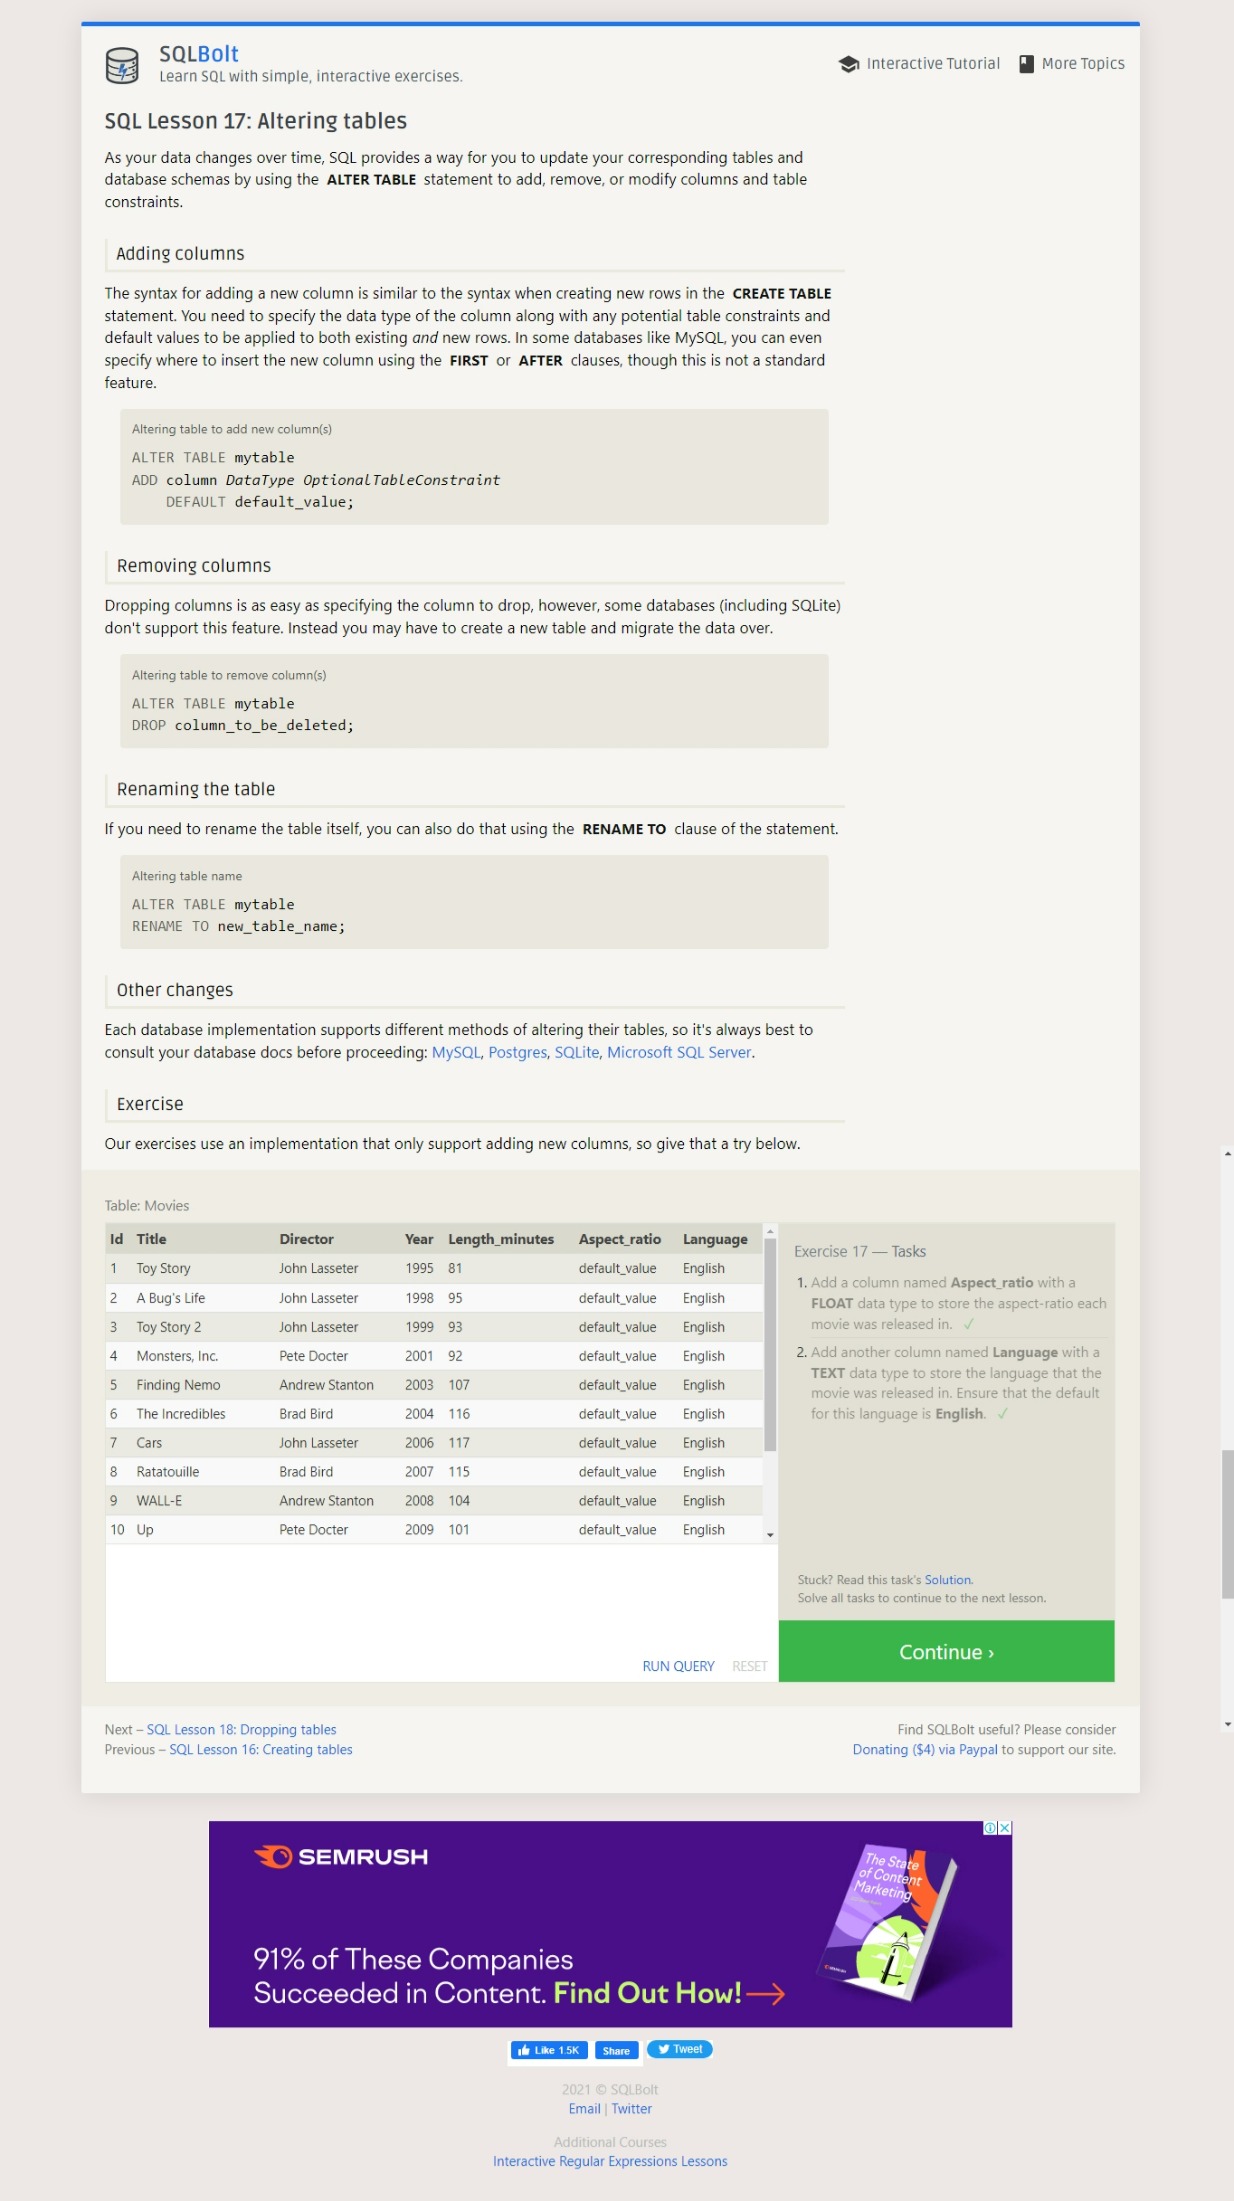 SQLBolt
Learn SQL with simple, interactive exercises.
Interactive Tutorial
More Topics
SQL Lesson 17: Altering tables
As your data changes over time, SQL provides a way for you to update your corresponding tables and
database schemas by using the ALTER TABLE statement to add, remove, or modify columns and table
constraints.
Adding columns
The syntax for adding a new column is similar to the syntax when creating new rows in the CREATE TABLE
statement. You need to specify the data type of the column along with any potential table constraints and
default values to be applied to both existing and new rows. In some databases like MySQL, you can even
specify where to insert the new column using the FIRST or AFTER clauses, though this is not a standard
feature.
Altering table to add new column(s)
ALTER TABLE mytable
ADD column DataType OptionalTableConstraint
DEFAULT default_value;
Removing columns
Dropping columns is as easy as specifying the column to drop, however, some databases (including SQLite)
don't support this feature. Instead you may have to create a new table and migrate the data over.
Altering table to remove column(s)
ALTER TABLE mytable
DROP column_to_be_deleted;
Renaming the table
If you need to rename the table itself, you can also do that using the RENAME TO clause of the statement.
Altering table name
ALTER TABLE mytable
RENAME TO new_table_name;
Other changes
Each database implementation supports different methods of altering their tables, so it's always best to
consult your database docs before proceeding: MySQL, Postgres, SQLite, Microsoft SQL Server.
Exercise
Our exercises use an implementation that only support adding new columns, so give that a try below.
Table: Movies
Id Title Director Year Length_minutes Aspect_ratio Language
1 Toy Story John Lasseter 1995 81 default_value English
2 A Bug's Life John Lasseter 1998 95 default_value English
3 Toy Story 2 John Lasseter 1999 93 default_value English
4 Monsters, Inc. Pete Docter 2001 92 default_value English
5 Finding Nemo Andrew Stanton 2003 107 default_value English
6 The Incredibles Brad Bird 2004 116 default_value English
7 Cars John Lasseter 2006 117 default_value English
8 Ratatouille Brad Bird 2007 115 default_value English
9 WALL-E Andrew Stanton 2008 104 default_value English
10 Up Pete Docter 2009 101 default_value English
RUN QUERY RESET
Exercise 17 — Tasks
1. Add a column named Aspect_ratio with a
FLOAT data type to store the aspect-ratio each
movie was released in. ✓
2. Add another column named Language with a
TEXT data type to store the language that the
movie was released in. Ensure that the default
for this language is English. ✓
Stuck? Read this task's Solution.
Solve all tasks to continue to the next lesson.
Continue ›
Next – SQL Lesson 18: Dropping tables
Previous – SQL Lesson 16: Creating tables
Find SQLBolt useful? Please consider
Donating ($4) via Paypal to support our site.
SEMRUSH
91% of These Companies
Succeeded in Content. Find Out How!
The State
of Content
Marketing
SEMRUSH
Like 1.5K
Share
Tweet
2021 © SQLBolt
Email | Twitter
Additional Courses
Interactive Regular Expressions Lessons